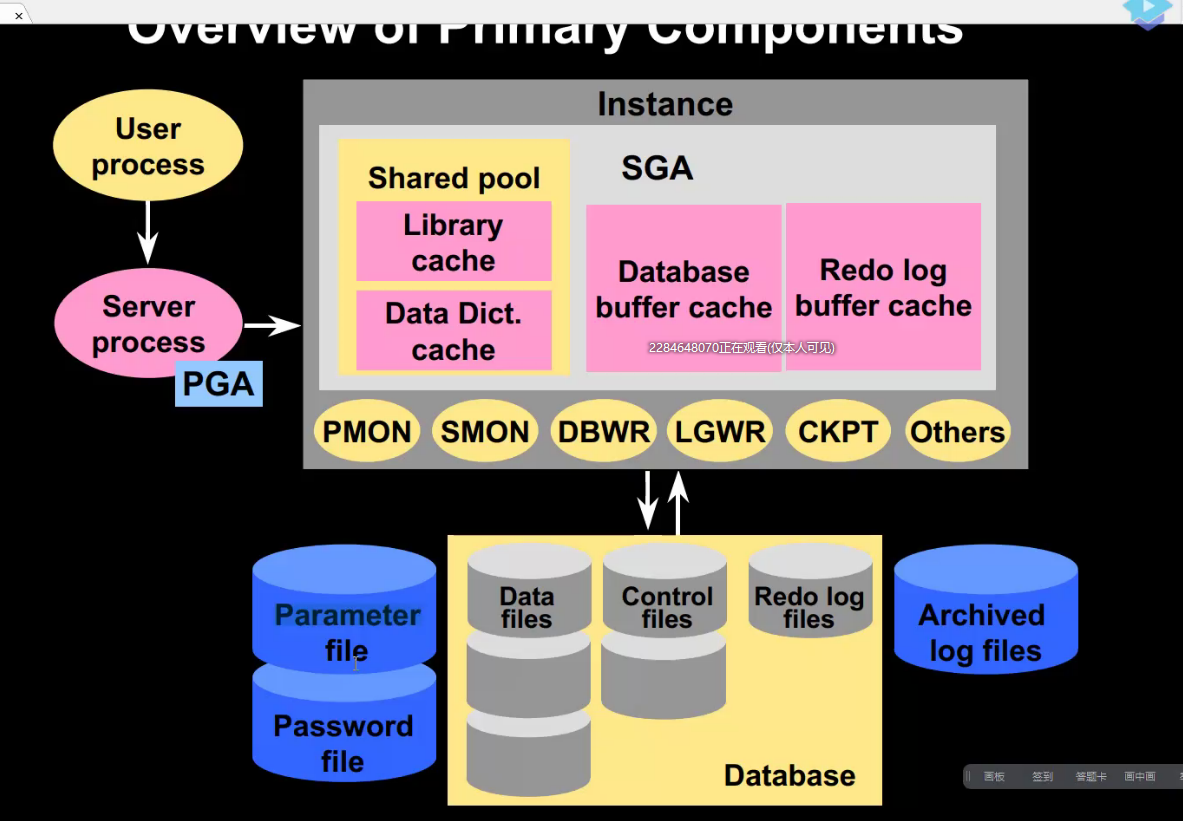 ×
Overview of Primary Components
Instance
User
process
SGA
Shared pool
Library
cache
Database
buffer cache
Redo log
buffer cache
Data Dict.
cache
Server
process
2284648070正在观看(仅本人可见)
PGA
PMON
SMON
DBWR
LGWR
CKPT
Others
Parameter
file
Data
files
Control
files
Redo log
files
Archived
log files
Password
file
Database
画板 签到 答题卡 画中画